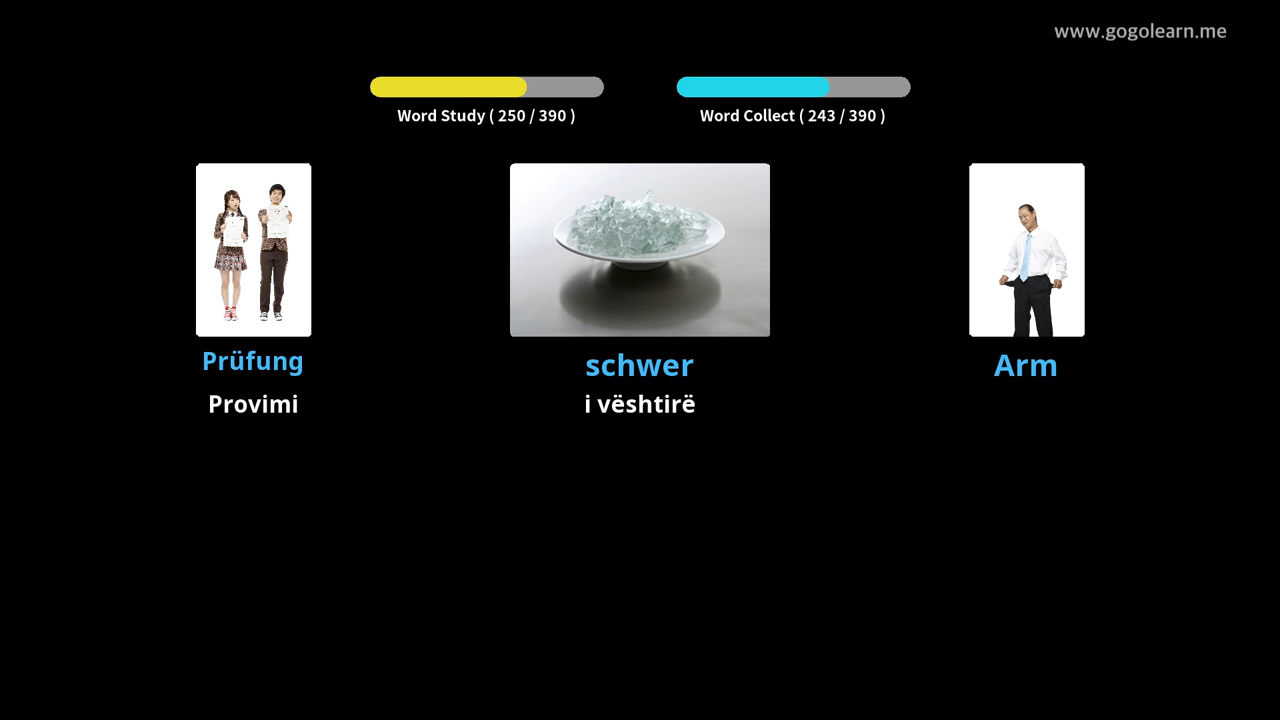 www.gogolearn.me
Word Study ( 250 / 390 )
Word Collect ( 243 / 390 )
Prüfung
schwer
Arm
Provimi
i vështirë